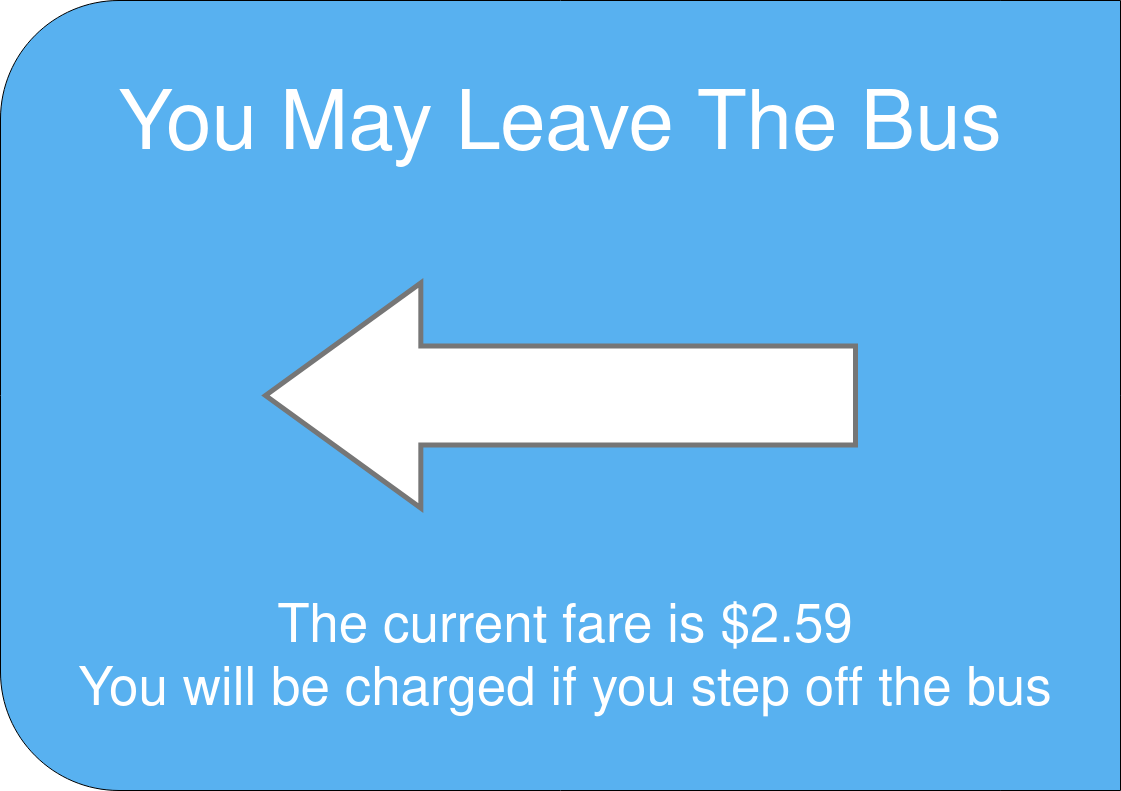 You May Leave The Bus
The current fare is $2.59
You will be charged if you step off the bus